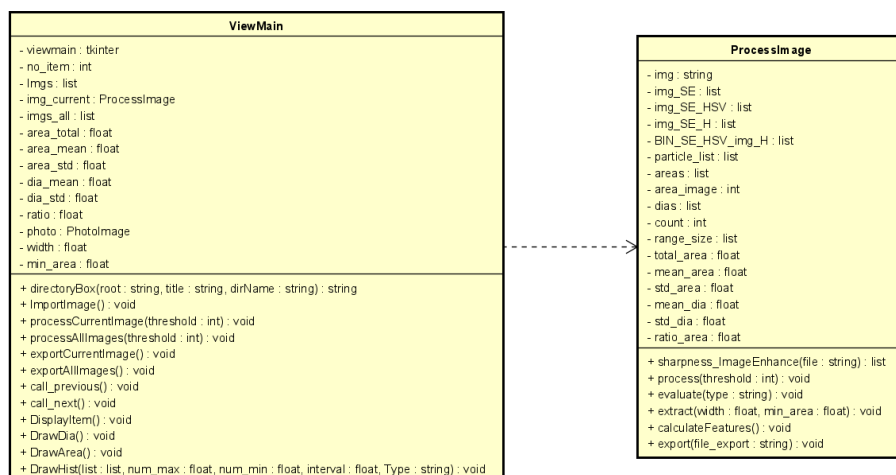 ViewMain
- viewmain : tkinter
- no_item : int
- Imgs : list
- img_current : ProcessImage
- imgs_all : list
- area_total : float
- area_mean : float
- area_std : float
- dia_mean : float
- dia_std : float
- ratio : float
- photo : PhotoImage
- width : float
- min_area : float
+ directoryBox(root : string, title : string, dirName : string) : string
+ ImportImage() : void
+ processCurrentImage(threshold : int) : void
+ processAllImages(threshold : int) : void
+ exportCurrentImage() : void
+ exportAllImages() : void
+ call_previous() : void
+ call_next() : void
+ DisplayItem() : void
+ DrawDia() : void
+ DrawArea() : void
+ DrawHist(list : list, num_max : float, num_min : float, interval : float, Type : string) : void
ProcessImage
- img : string
- img_SE : list
- img_SE_HSV : list
- img_SE_H : list
- BIN_SE_HSV_img_H : list
- particle_list : list
- areas : list
- area_image : int
- dias : list
- count : int
- range_size : list
- total_area : float
- mean_area : float
- std_area : float
- mean_dia : float
- std_dia : float
- ratio_area : float
+ sharpness_ImageEnhance(file : string) : list
+ process(threshold : int) : void
+ evaluate(type : string) : void
+ extract(width : float, min_area : float) : void
+ calculateFeatures() : void
+ export(file_export : string) : void